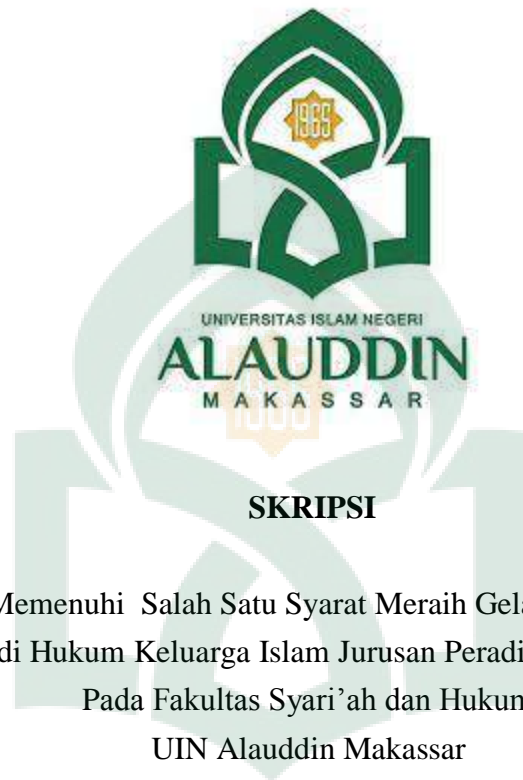 1965
UNIVERSITAS ISLAM NEGERI
ALAUDDIN
MAKASSAR
SKRIPSI
Memenuhi Salah Satu Syarat Meraih
di Hukum Keluarga Islam Jurusan
Pada Fakultas Syari'ah dan
UIN Alauddin Makassar